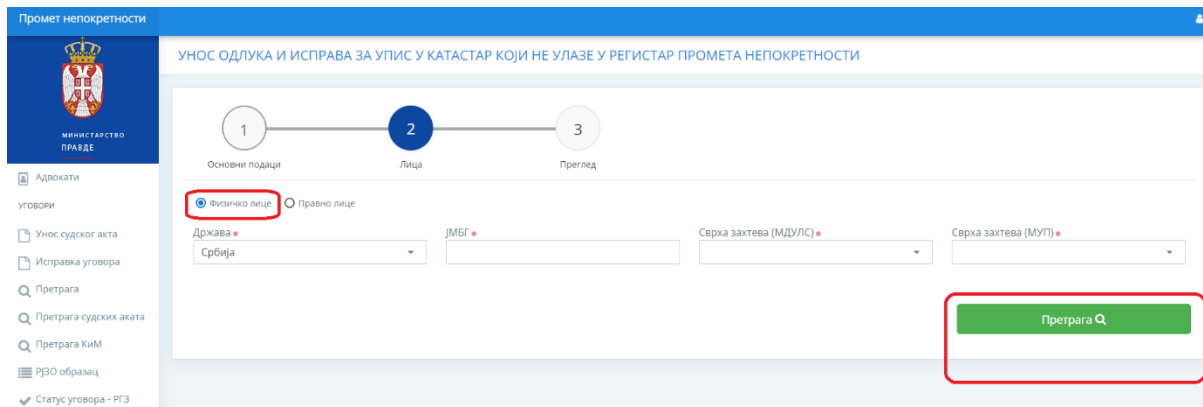 Промет непокретности
МИНИСТАРСТВО
ПРАВДЕ
Адвокати
УГОВОРИ
Унос судског акта
Исправка уговора
Претрага
Претрага судских аката
Претрага КиМ
РЈЗО образац
Статус уговора - РГЗ
УНОС ОДЛУКА И ИСПРАВА ЗА УПИС У КАТАСТАР КОЈИ НЕ УЛАЗЕ У РЕГИСТАР ПРОМЕТА НЕПОКРЕТНОСТИ
1 2 3
Основни подаци Лица Преглед
Физичко лице Правно лице
Држава * ЈМБГ * Сврха захтева (МДУЛС) * Сврха захтева (МУП) *
Србија
Претрага